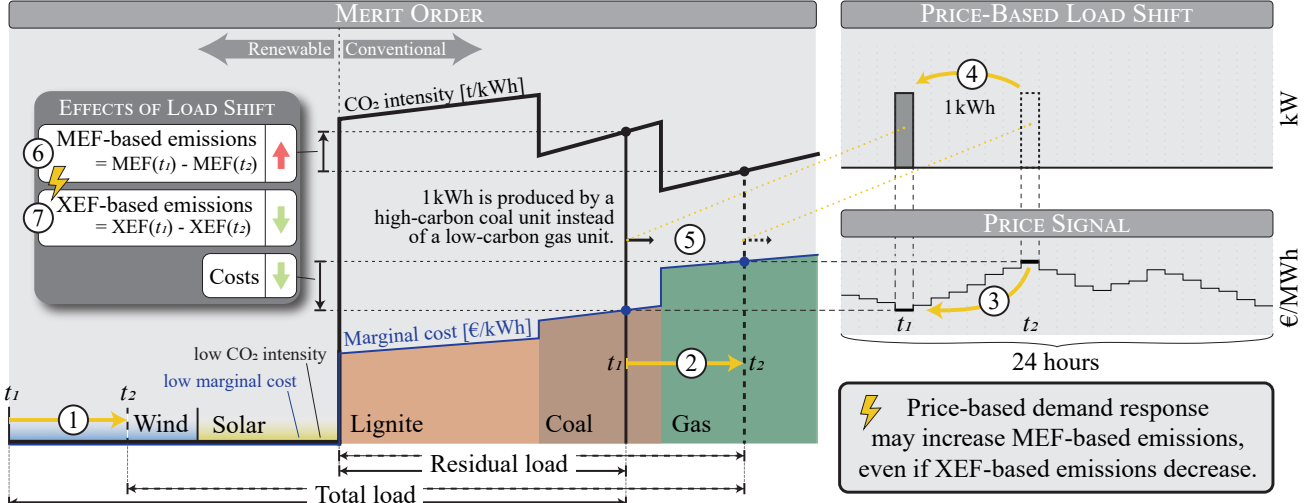 MERIT ORDER
Renewable
Conventional
CO₂ intensity [t/kWh]
EFFECTS OF LOAD SHIFT
6
MEF-based emissions
= MEF(t₁) - MEF(t₂)
7
XEF-based emissions
= XEF(t₁) - XEF(t₂)
Costs
1 kWh is produced by a
high-carbon coal unit instead
of a low-carbon gas unit.
5
Marginal cost [€/kWh]
low CO₂ intensity
low marginal cost
t₁
2
t₂
t₁
t₂
1
Wind
Solar
Lignite
Coal
Gas
Residual load
Total load
PRICE-BASED LOAD SHIFT
4
1 kWh
kW
PRICE SIGNAL
3
t₁
t₂
€/MWh
24 hours
Price-based demand response
may increase MEF-based emissions,
even if XEF-based emissions decrease.